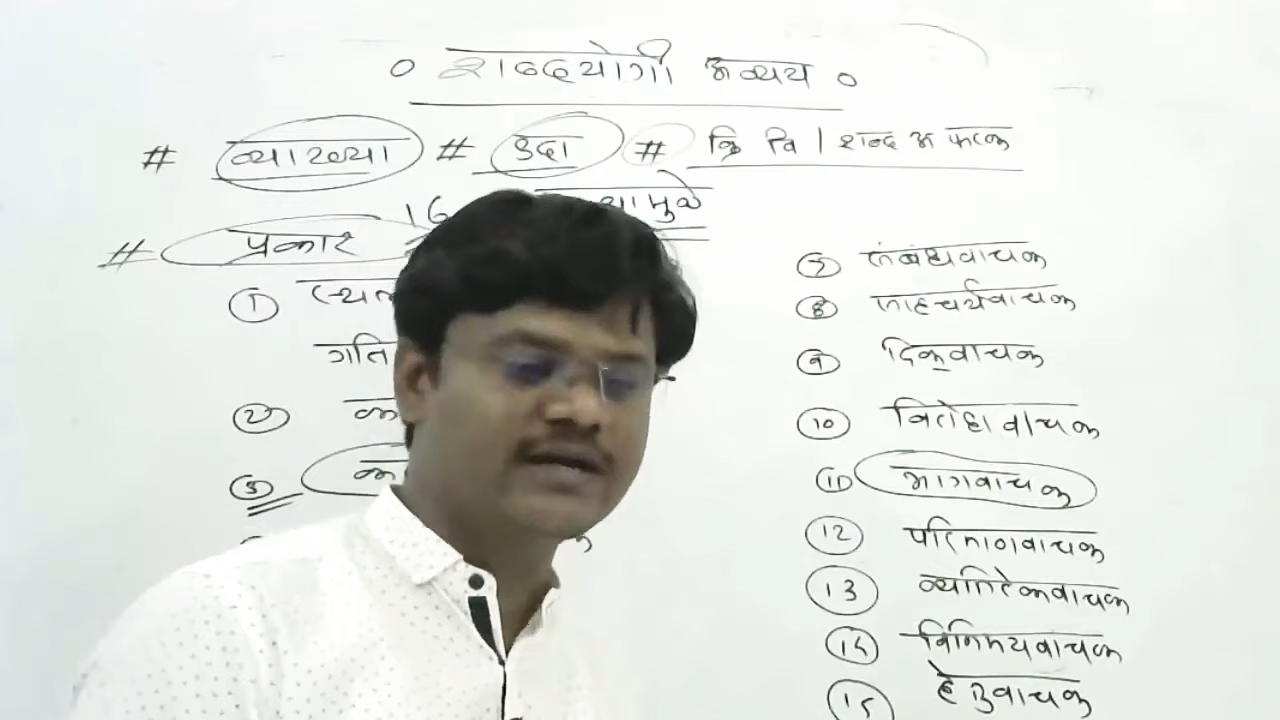 ० शब्दयोगी अव्यय ०
# व्याख्या # उदा # क्रि वि | शब्द अ फरक
16
# प्रकार
① स्थल
गति
②
③
⑦ संबंधवाचक
⑧ साहचर्यवाचक
⑨ दिक्वाचक
⑩ विरोधवाचक
⑪ भागवाचक
⑫ परिमाणवाचक
⑬ व्यतिरेकवाचक
⑭ विनिमयवाचक
⑮ हेतुवाचक